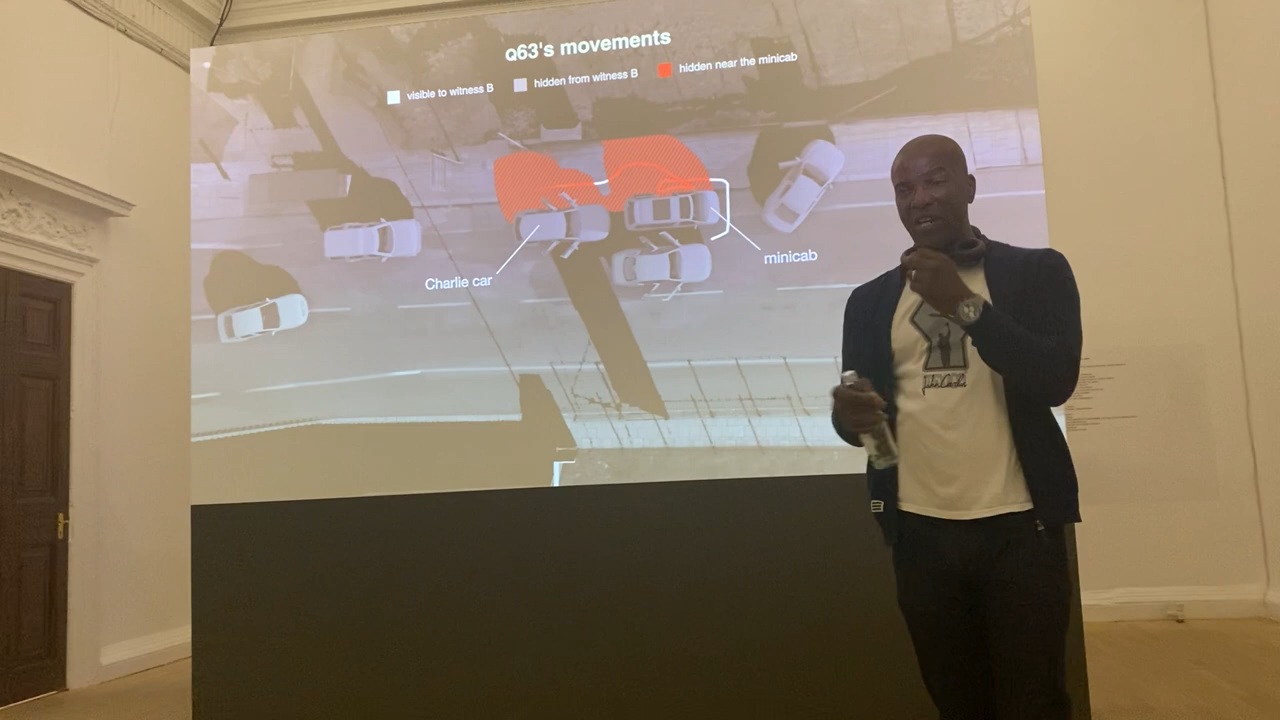 Q63's movements
visible to witness B
hidden from witness B
hidden near the minicab
Charlie car
minicab